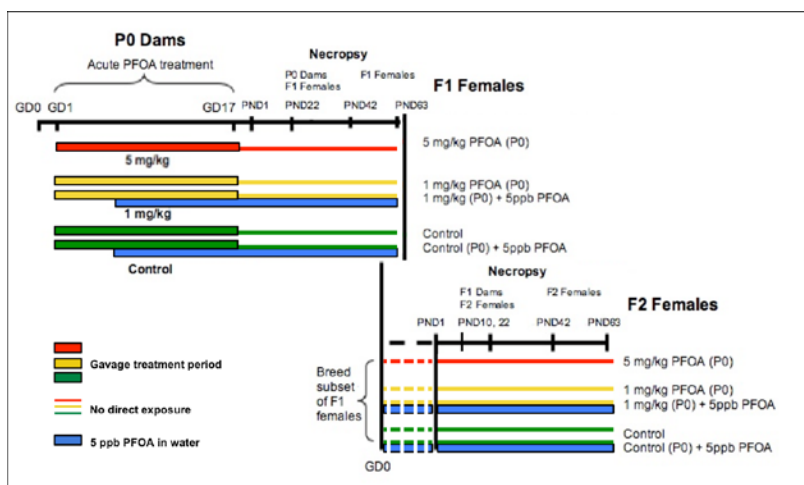 P0 Dams
Acute PFOA treatment
Necropsy
P0 Dams F1 Females
F1 Females
F1 Females
GD0 GD1 GD17 PND1 PND22 PND42 PND63
5 mg/kg
5 mg/kg PFOA (P0)
1 mg/kg PFOA (P0)
1 mg/kg (P0) + 5ppb PFOA
1 mg/kg
Control
Control (P0) + 5ppb PFOA
Control
Necropsy
F1 Dams F2 Females
F2 Females
F2 Females
PND1 PND10, 22 PND42 PND63
Breed
subset
of F1
females
5 mg/kg PFOA (P0)
1 mg/kg PFOA (P0)
1 mg/kg (P0) + 5ppb PFOA
Control
Control (P0) + 5ppb PFOA
GD0
Gavage treatment period
No direct exposure
5 ppb PFOA in water